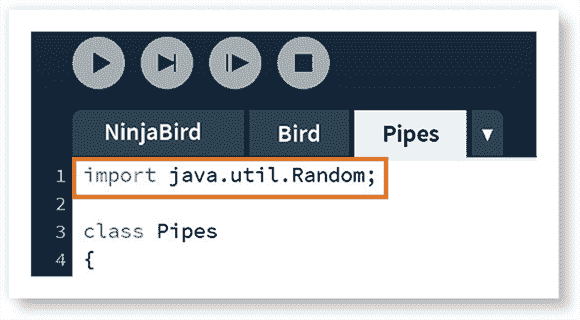 NinjaBird Bird Pipes ▼
1 import java.util.Random;
2
3 class Pipes
4 {